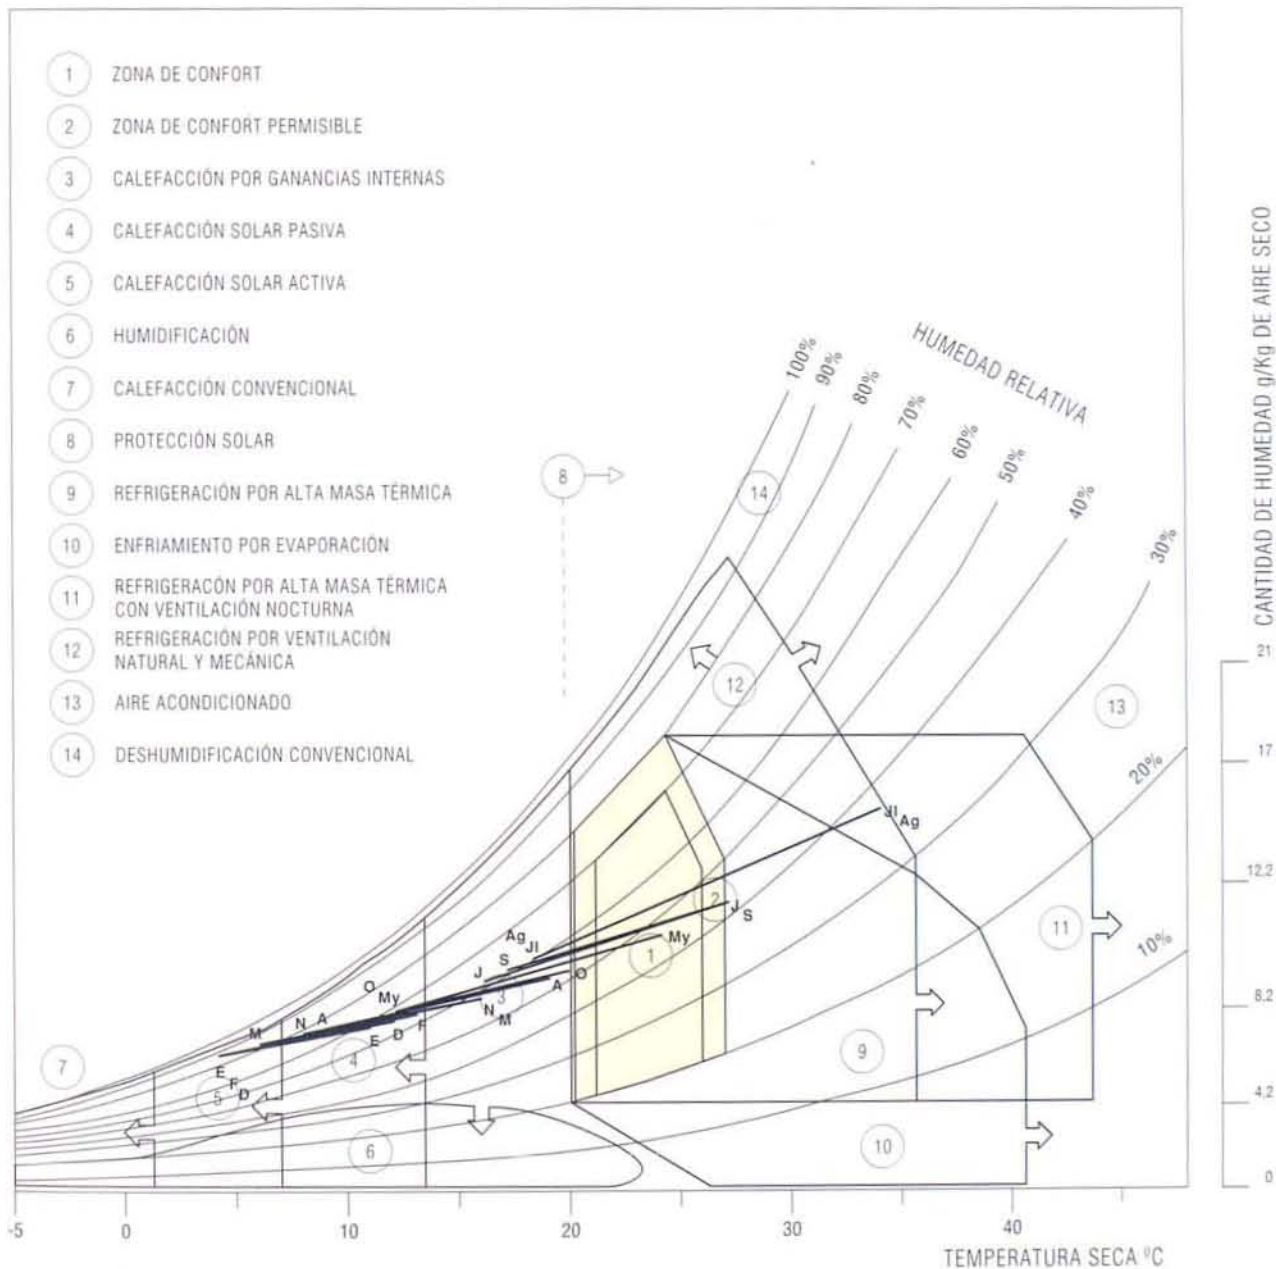 1 ZONA DE CONFORT
2 ZONA DE CONFORT PERMISIBLE
3 CALEFACCIÓN POR GANANCIAS INTERNAS
4 CALEFACCIÓN SOLAR PASIVA
5 CALEFACCIÓN SOLAR ACTIVA
6 HUMIDIFICACIÓN
7 CALEFACCIÓN CONVENCIONAL
8 PROTECCIÓN SOLAR
9 REFRIGERACIÓN POR ALTA MASA TÉRMICA
10 ENFRIAMIENTO POR EVAPORACIÓN
11 REFRIGERACÓN POR ALTA MASA TÉRMICA
CON VENTILACIÓN NOCTURNA
12 REFRIGERACIÓN POR VENTILACIÓN
NATURAL Y MECÁNICA
13 AIRE ACONDICIONADO
14 DESHUMIDIFICACIÓN CONVENCIONAL
HUMEDAD RELATIVA
100%
90%
80%
70%
60%
50%
40%
30%
20%
10%
8
14
12
13
11
2
1
3
9
4
7
5
6
10
Jl Ag
J S
My
Ag
Jl
S
J
O
A
O
My
N
M
N A
F
M
D
E
E
F
D
CANTIDAD DE HUMEDAD g/Kg DE AIRE SECO
21
17
12,2
8,2
4,2
0
-5 0 10 20 30 40
TEMPERATURA SECA ºC